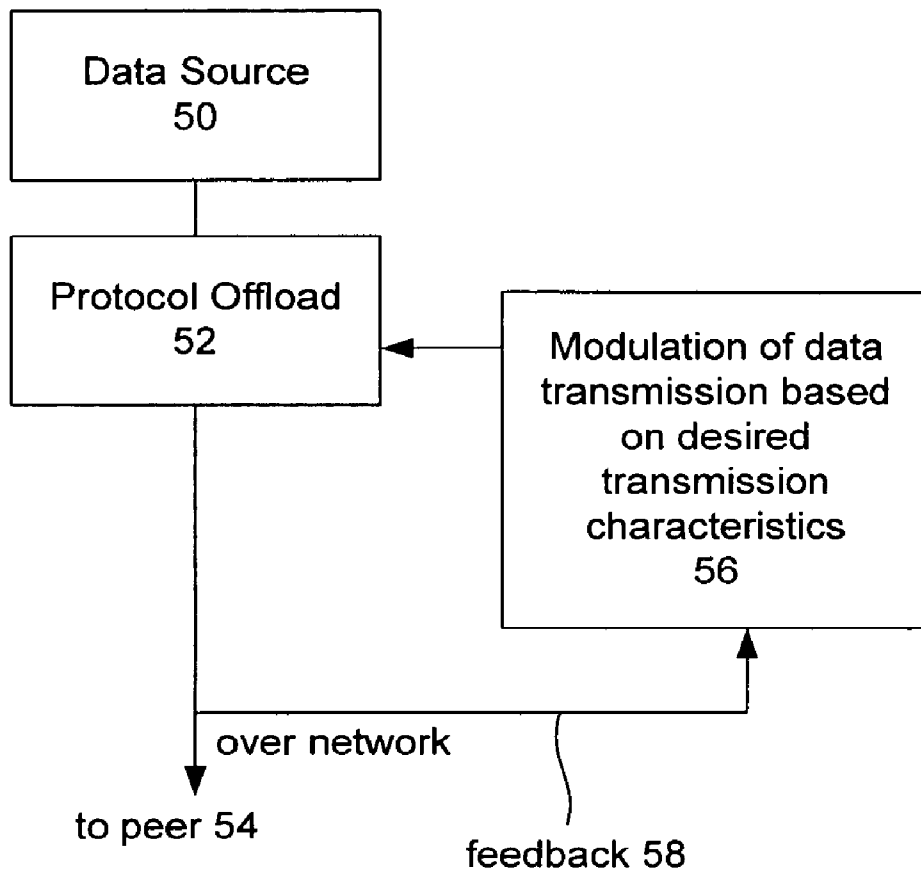 Data Source
50
Protocol Offload
52
Modulation of data
transmission based
on desired
transmission
characteristics
56
over network
to peer 54
feedback 58